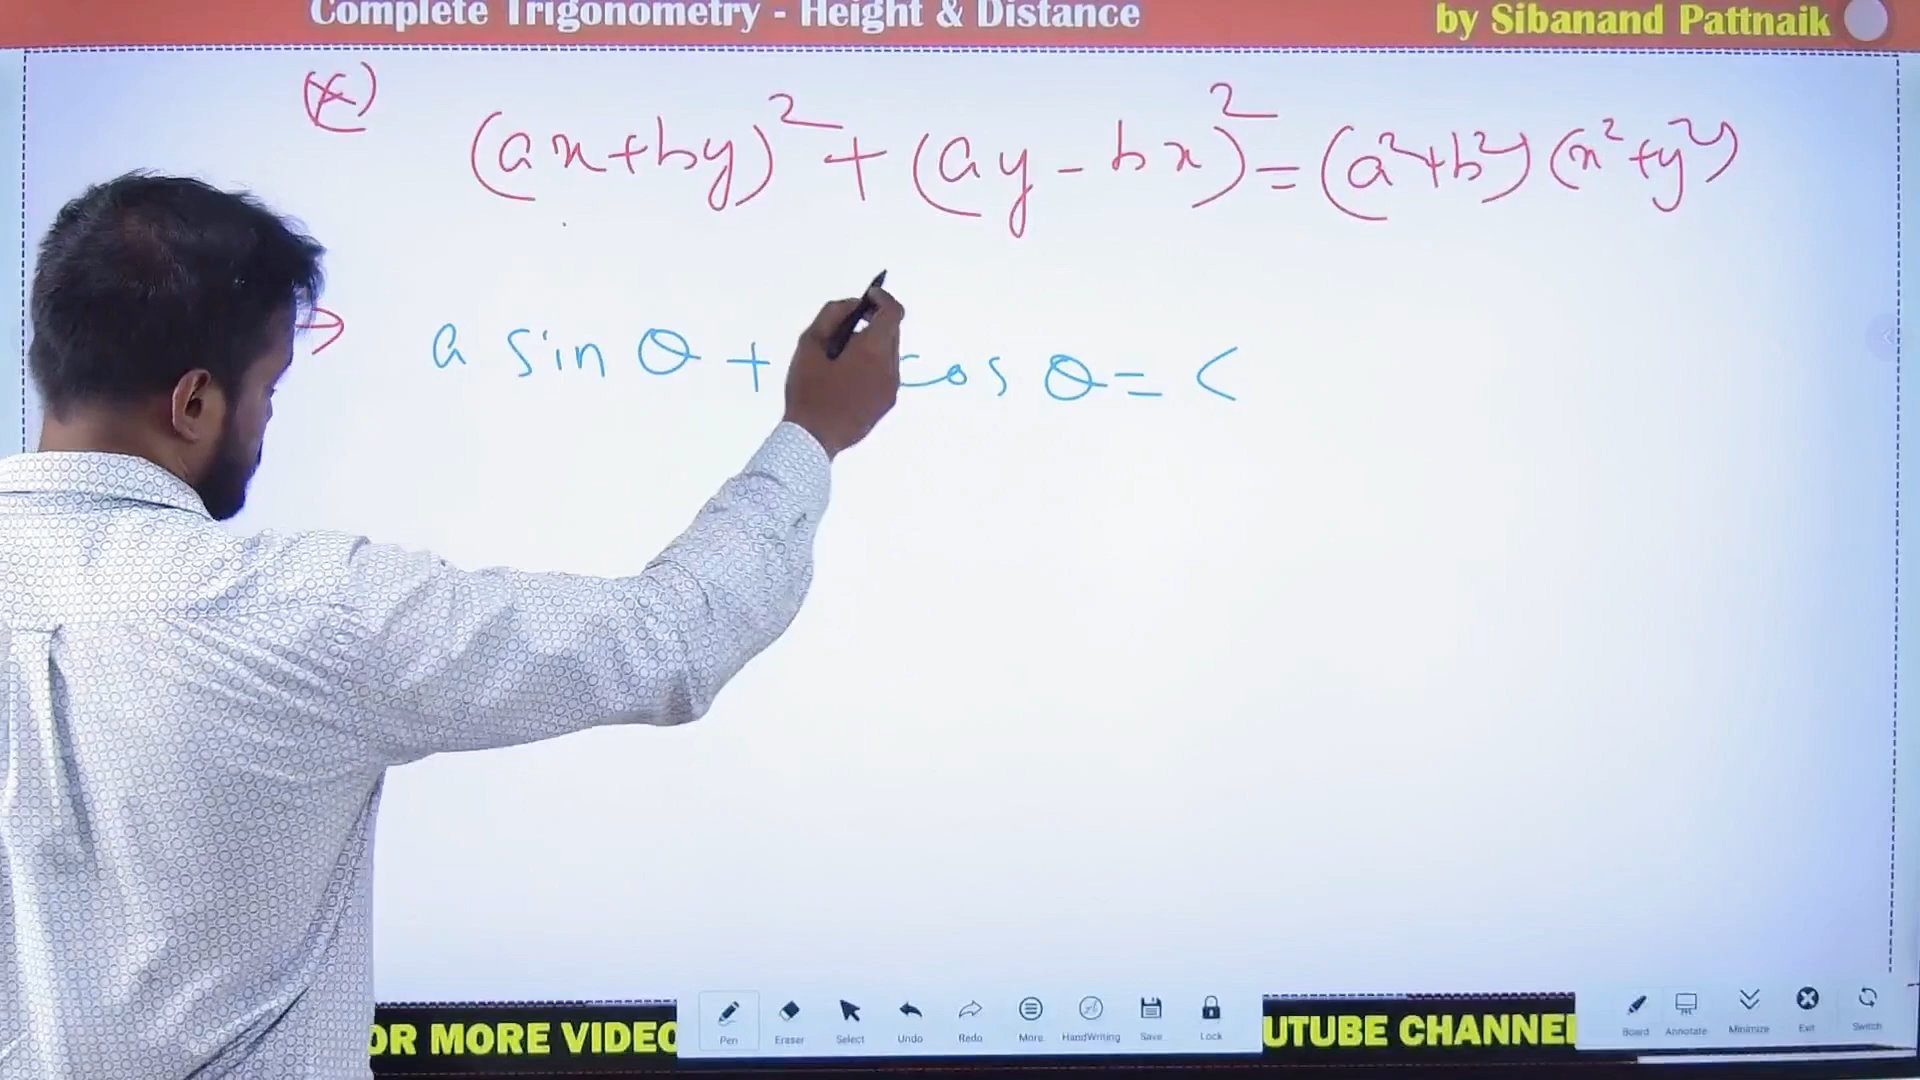 Complete Trigonometry - Height & Distance
by Sibanand Pattnaik
(x)
(ax+by)² + (ay-bx)² = (a²+b²) (x²+y²)
→ a sin θ + cos θ = c
OR MORE VIDEO
UTUBE CHANNEL
Pen Eraser Select Undo Redo More HandWriting Save Lock
Board Annotate Minimize Exit Switch